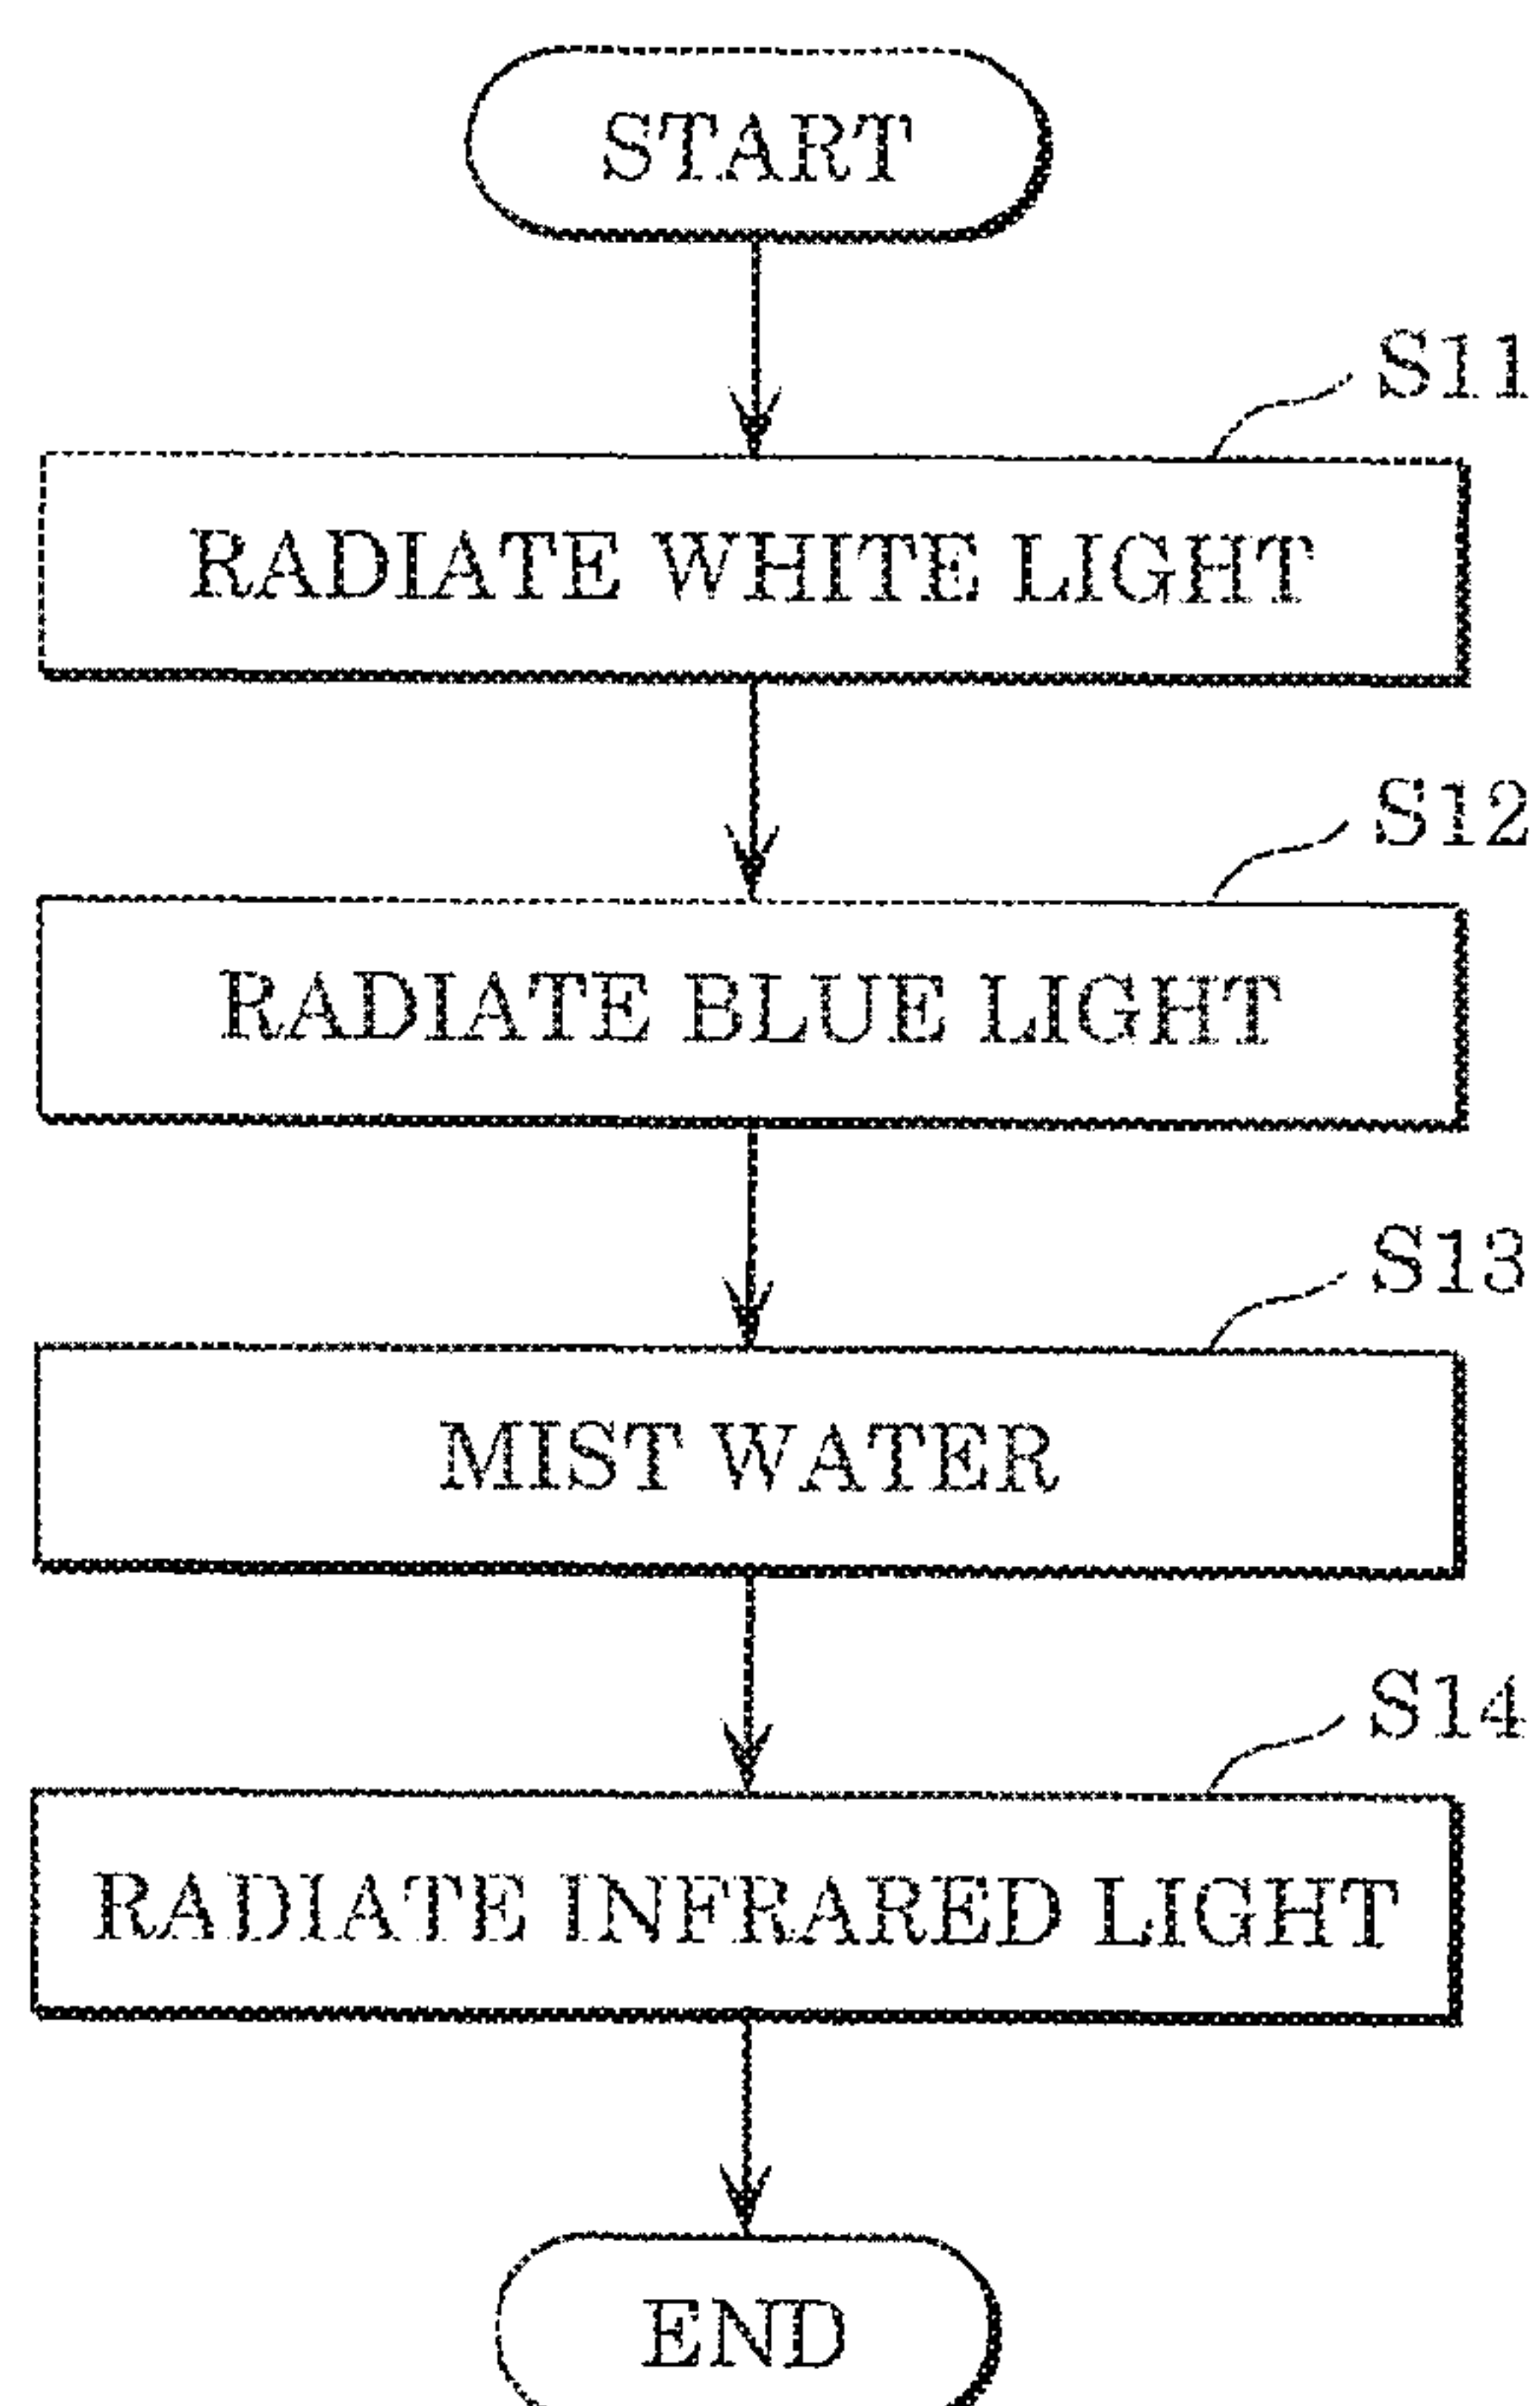 START
S11
RADIATE WHITE LIGHT
S12
RADIATE BLUE LIGHT
S13
MIST WATER
S14
RADIATE INFRARED LIGHT
END